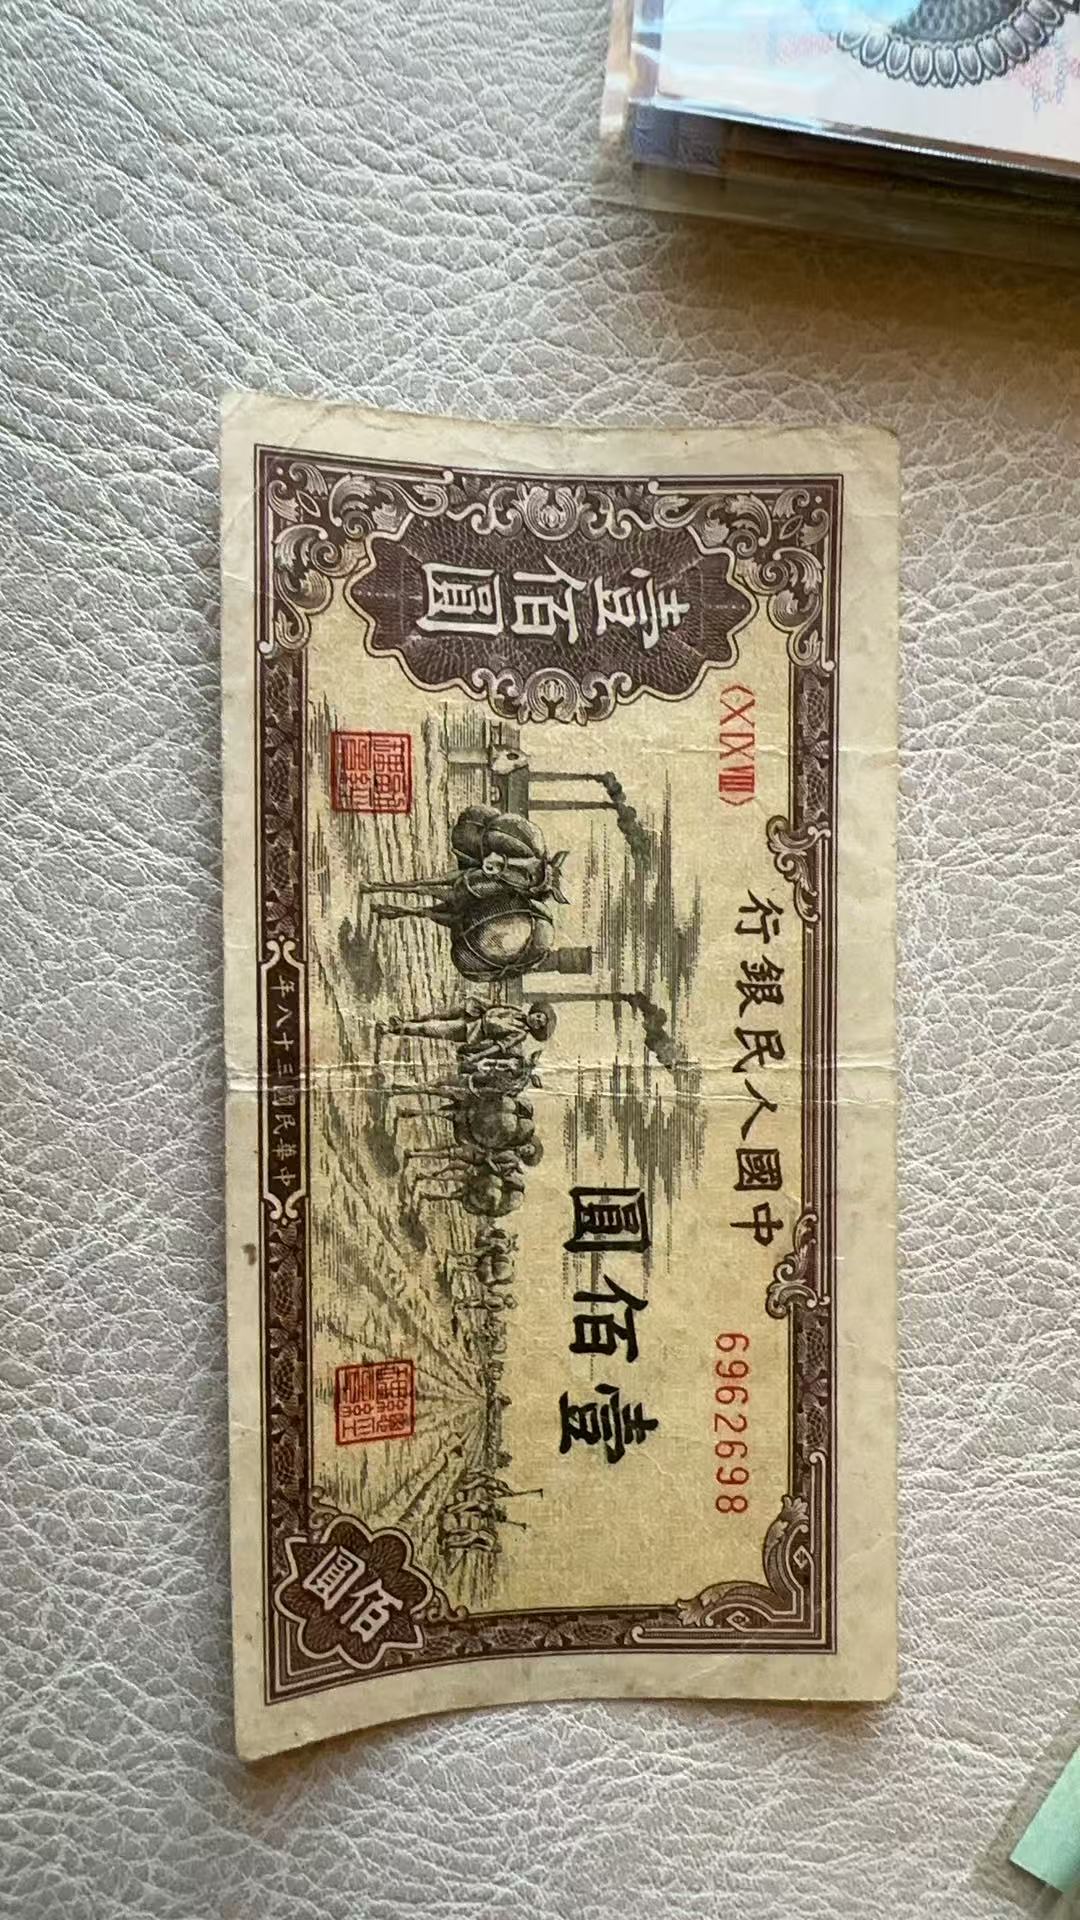 中國人民銀行
〈X IX VIII〉
6962698
壹佰圓
壹佰圓
佰圓
中華民國三十八年